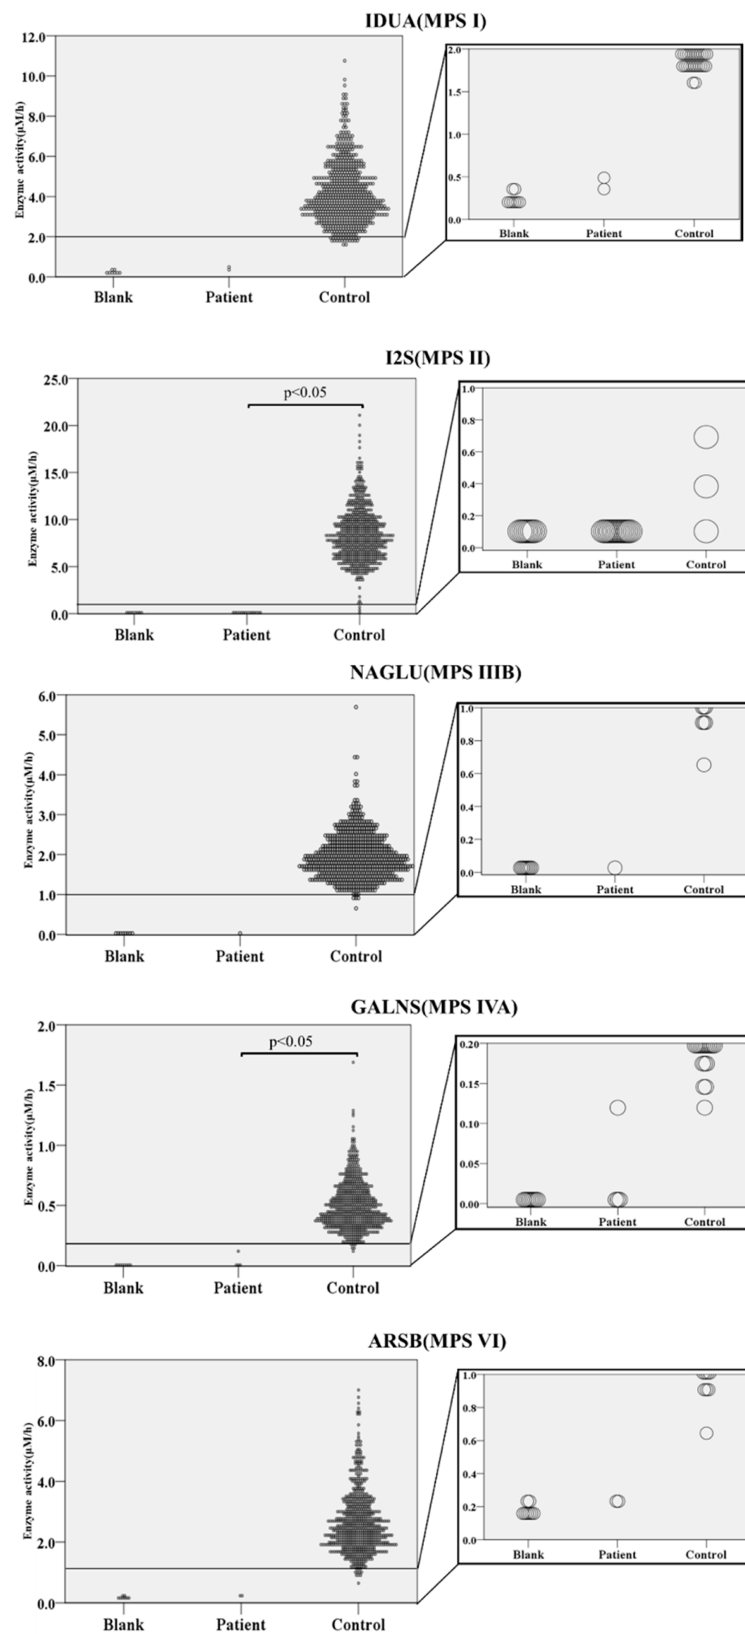 IDUA(MPS I)
Enzyme activity(μM/h)
12.0
10.0
8.0
6.0
4.0
2.0
0.0
Blank Patient Control
2.0
1.5
1.0
0.5
0.0
Blank Patient Control
I2S(MPS II)
Enzyme activity(μM/h)
25.0
20.0
15.0
10.0
5.0
0.0
p<0.05
Blank Patient Control
1.0
0.8
0.6
0.4
0.2
0.0
Blank Patient Control
NAGLU(MPS IIIB)
Enzyme activity(μM/h)
6.0
5.0
4.0
3.0
2.0
1.0
0.0
Blank Patient Control
1.0
0.8
0.6
0.4
0.2
0.0
Blank Patient Control
GALNS(MPS IVA)
Enzyme activity(μM/h)
2.0
1.5
1.0
0.5
0.0
p<0.05
Blank Patient Control
0.20
0.15
0.10
0.05
0.00
Blank Patient Control
ARSB(MPS VI)
Enzyme activity(μM/h)
8.0
6.0
4.0
2.0
0.0
Blank Patient Control
1.0
0.8
0.6
0.4
0.2
0.0
Blank Patient Control